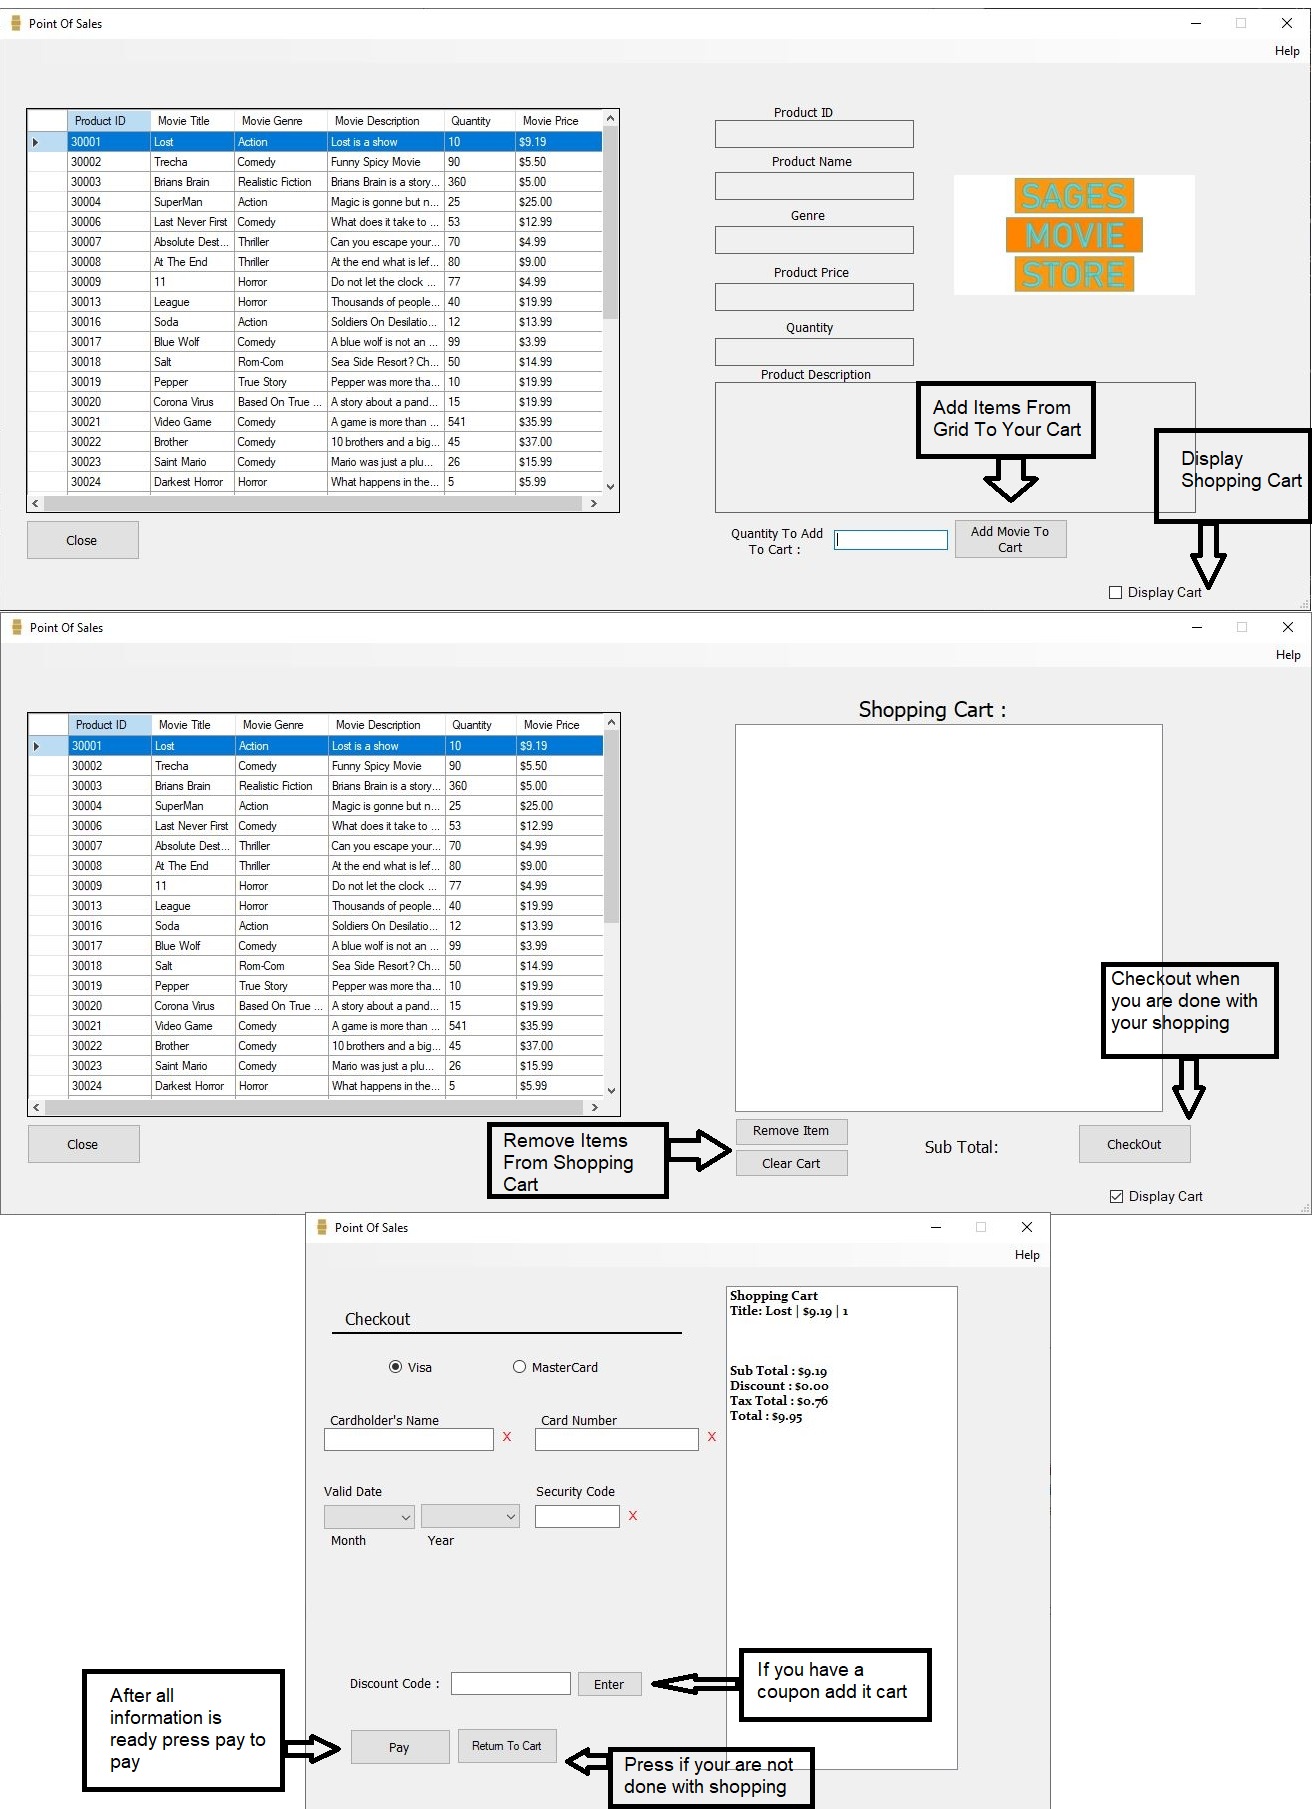 Point Of Sales
Help
Product ID Movie Title Movie Genre Movie Description Quantity Movie Price
30001 Lost Action Lost is a show 10 $9.19
30002 Trecha Comedy Funny Spicy Movie 90 $5.50
30003 Brians Brain Realistic Fiction Brians Brain is a story... 360 $5.00
30004 SuperMan Action Magic is gonne but n... 25 $25.00
30006 Last Never First Comedy What does it take to ... 53 $12.99
30007 Absolute Dest... Thriller Can you escape your... 70 $4.99
30008 At The End Thriller At the end what is lef... 80 $9.00
30009 11 Horror Do not let the clock ... 77 $4.99
30013 League Horror Thousands of people... 40 $19.99
30016 Soda Action Soldiers On Desilatio... 12 $13.99
30017 Blue Wolf Comedy A blue wolf is not an ... 99 $3.99
30018 Salt Rom-Com Sea Side Resort? Ch... 50 $14.99
30019 Pepper True Story Pepper was more tha... 10 $19.99
30020 Corona Virus Based On True ... A story about a pand... 15 $19.99
30021 Video Game Comedy A game is more than ... 541 $35.99
30022 Brother Comedy 10 brothers and a big... 45 $37.00
30023 Saint Mario Comedy Mario was just a plu... 26 $15.99
30024 Darkest Horror Horror What happens in the... 5 $5.99
Close
Product ID
Product Name
Genre
Product Price
Quantity
Product Description
SAGES
MOVIE
STORE
Add Items From
Grid To Your Cart
Display
Shopping Cart
Quantity To Add
To Cart :
Add Movie To
Cart
Display Cart
Point Of Sales
Help
Product ID Movie Title Movie Genre Movie Description Quantity Movie Price
30001 Lost Action Lost is a show 10 $9.19
30002 Trecha Comedy Funny Spicy Movie 90 $5.50
30003 Brians Brain Realistic Fiction Brians Brain is a story... 360 $5.00
30004 SuperMan Action Magic is gonne but n... 25 $25.00
30006 Last Never First Comedy What does it take to ... 53 $12.99
30007 Absolute Dest... Thriller Can you escape your... 70 $4.99
30008 At The End Thriller At the end what is lef... 80 $9.00
30009 11 Horror Do not let the clock ... 77 $4.99
30013 League Horror Thousands of people... 40 $19.99
30016 Soda Action Soldiers On Desilatio... 12 $13.99
30017 Blue Wolf Comedy A blue wolf is not an ... 99 $3.99
30018 Salt Rom-Com Sea Side Resort? Ch... 50 $14.99
30019 Pepper True Story Pepper was more tha... 10 $19.99
30020 Corona Virus Based On True ... A story about a pand... 15 $19.99
30021 Video Game Comedy A game is more than ... 541 $35.99
30022 Brother Comedy 10 brothers and a big... 45 $37.00
30023 Saint Mario Comedy Mario was just a plu... 26 $15.99
30024 Darkest Horror Horror What happens in the... 5 $5.99
Close
Shopping Cart :
Checkout when
you are done with
your shopping
Remove Items
From Shopping
Cart
Remove Item
Clear Cart
Sub Total:
CheckOut
Display Cart
Point Of Sales
Help
Checkout
Visa MasterCard
Cardholder's Name Card Number
X X
Valid Date Security Code
X
Month Year
Shopping Cart
Title: Lost | $9.19 | 1
Sub Total : $9.19
Discount : $0.00
Tax Total : $0.76
Total : $9.95
Discount Code : Enter
If you have a
coupon add it cart
After all
information is
ready press pay to
pay
Pay Return To Cart
Press if your are not
done with shopping